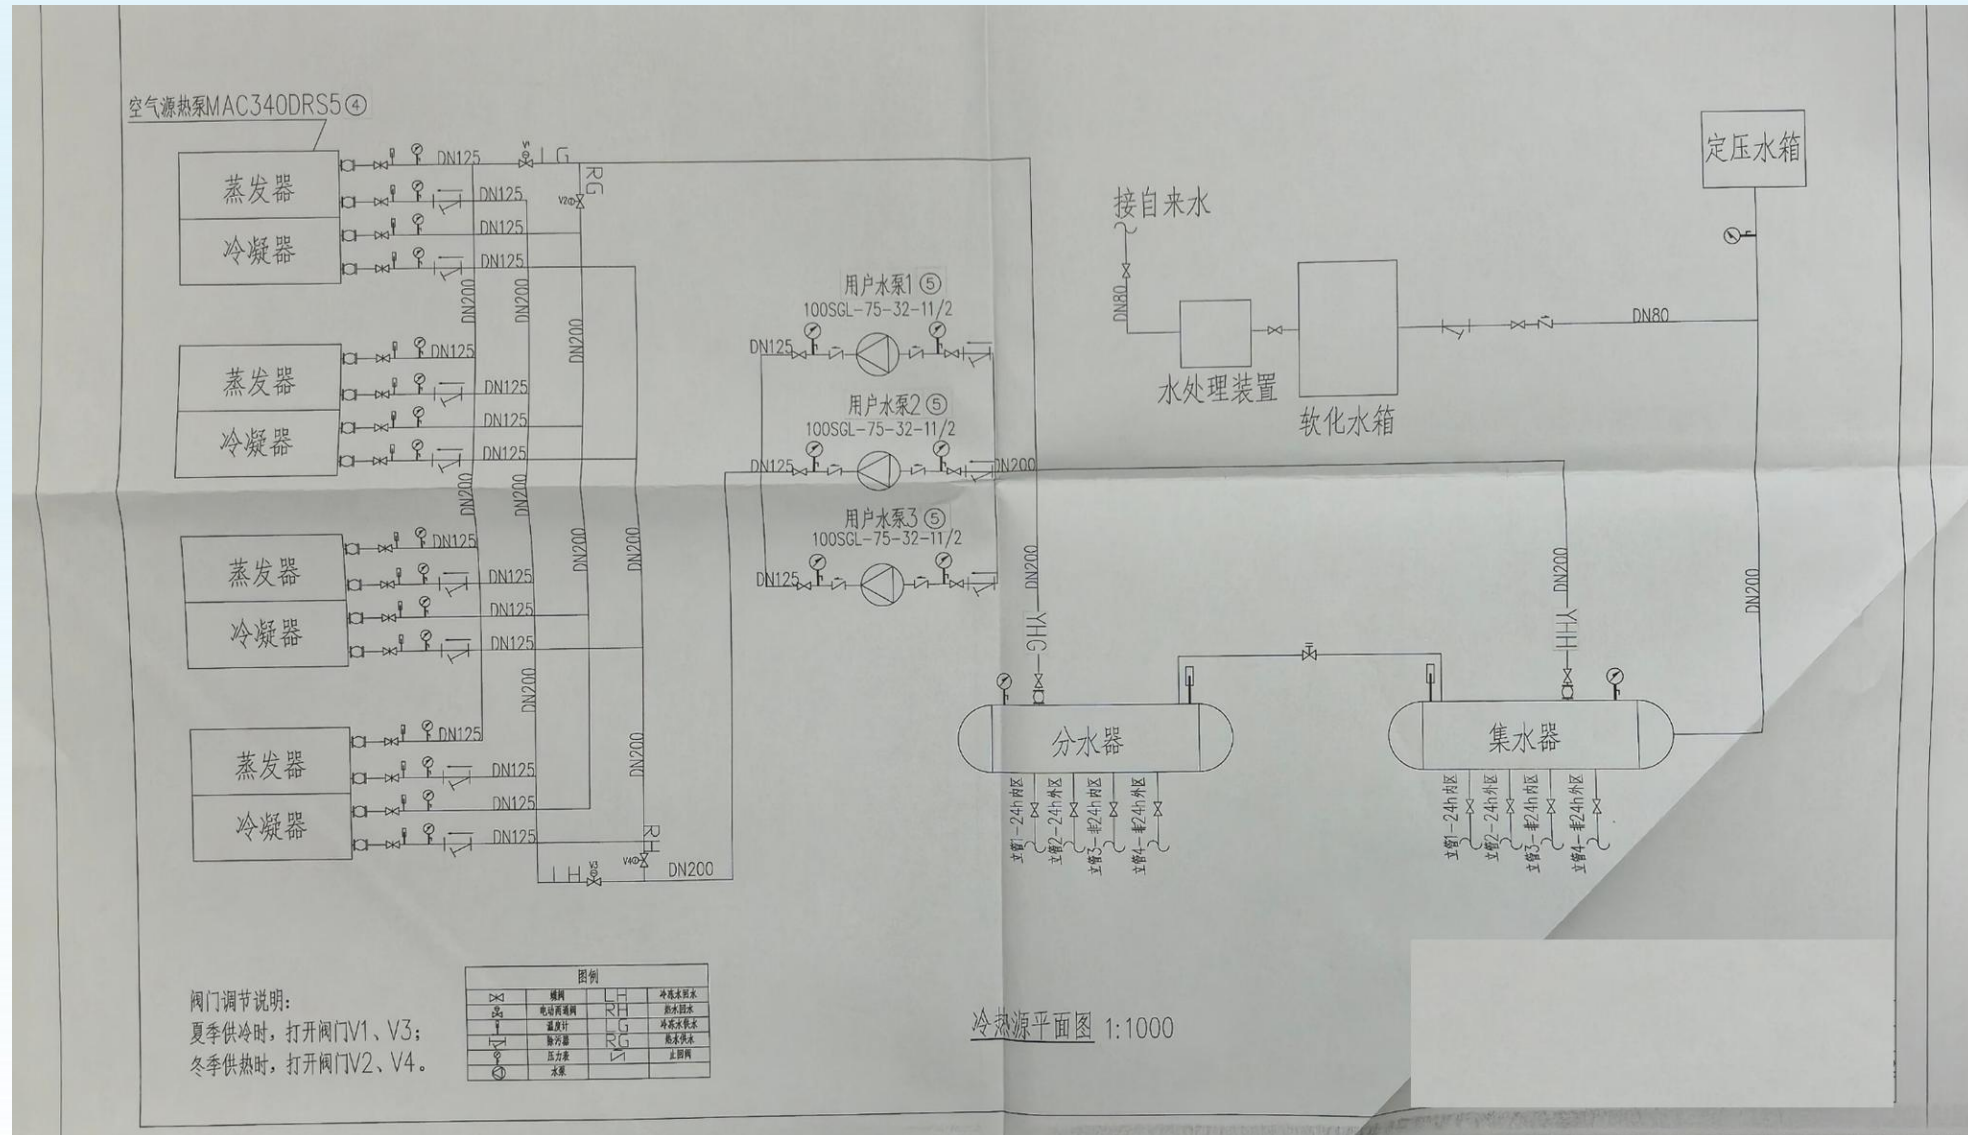 空气源热泵MAC340DRS5④
蒸发器
冷凝器
DN125
DN125
DN125
DN125
V1
LG
RG
V2
DN200
DN200
DN200
蒸发器
冷凝器
DN125
DN125
DN125
DN125
DN200
DN200
DN200
DN200
蒸发器
冷凝器
DN125
DN125
DN125
DN125
DN200
DN200
蒸发器
冷凝器
DN125
DN125
DN125
DN125
RH
V4
LH
V3
DN200
用户水泵1⑤
100SGL-75-32-11/2
DN125
用户水泵2⑤
100SGL-75-32-11/2
DN125
DN200
用户水泵3⑤
100SGL-75-32-11/2
DN125
DN200
YHG
DN200
YHH
DN200
接自来水
DN80
水处理装置
软化水箱
DN80
定压水箱
分水器
立管1-24h内区
立管2-24h外区
立管3-非24h内区
立管4-非24h外区
集水器
立管1-24h内区
立管2-24h外区
立管3-非24h内区
立管4-非24h外区
阀门调节说明:
夏季供冷时,打开阀门V1、V3;
冬季供热时,打开阀门V2、V4。
图例
蝶阀 LH 冷冻水回水
电动两通阀 RH 热水回水
温度计 LG 冷冻水供水
除污器 RG 热水供水
压力表 止回阀
水泵
冷热源平面图 1:1000